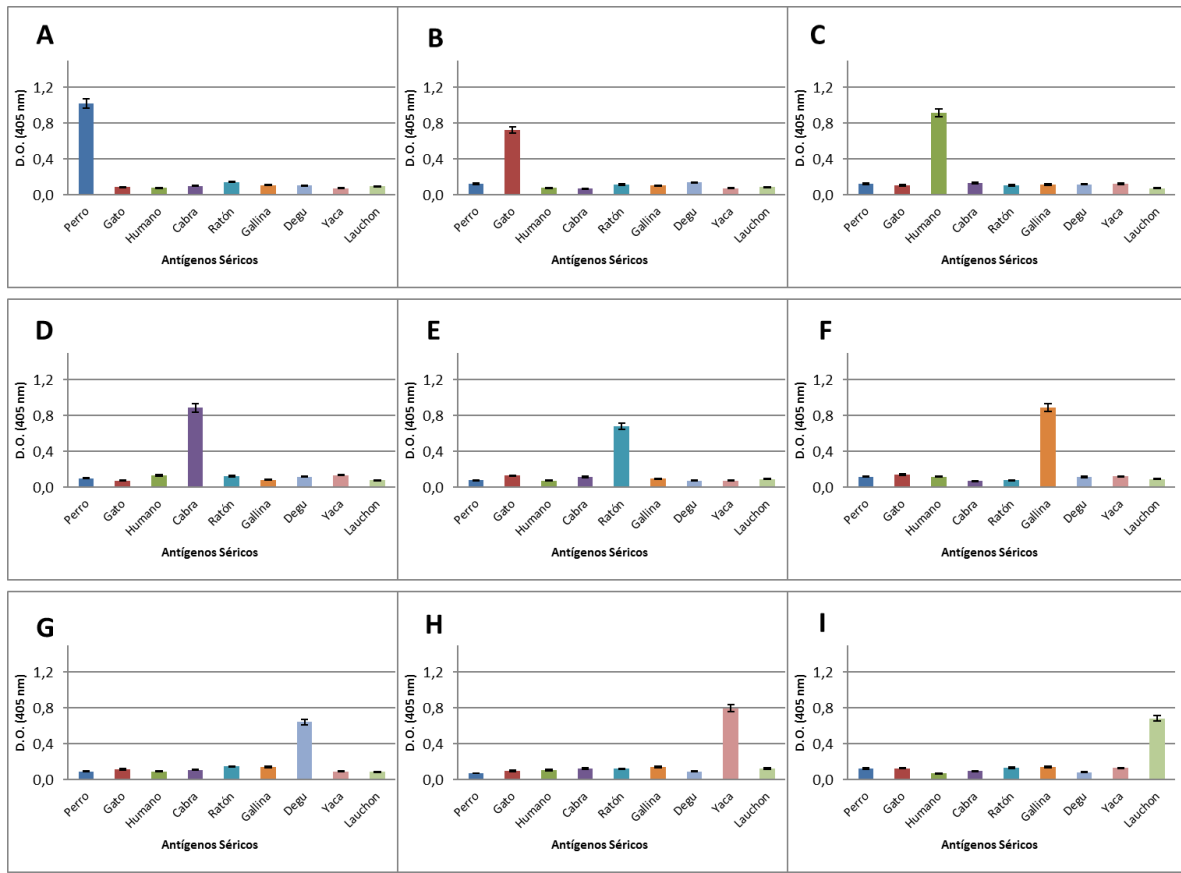 A
D.O. (405 nm)
1,2
0,8
0,4
0,0
Perro Gato Humano Cabra Ratón Gallina Degu Yaca Lauchon
Antígenos Séricos
B
D.O. (405 nm)
1,2
0,8
0,4
0,0
Perro Gato Humano Cabra Ratón Gallina Degu Yaca Lauchon
Antígenos Séricos
C
D.O. (405 nm)
1,2
0,8
0,4
0,0
Perro Gato Humano Cabra Ratón Gallina Degu Yaca Lauchon
Antígenos Séricos
D
D.O. (405 nm)
1,2
0,8
0,4
0,0
Perro Gato Humano Cabra Ratón Gallina Degu Yaca Lauchon
Antígenos Séricos
E
D.O. (405 nm)
1,2
0,8
0,4
0,0
Perro Gato Humano Cabra Ratón Gallina Degu Yaca Lauchon
Antígenos Séricos
F
D.O. (405 nm)
1,2
0,8
0,4
0,0
Perro Gato Humano Cabra Ratón Gallina Degu Yaca Lauchon
Antígenos Séricos
G
D.O. (405 nm)
1,2
0,8
0,4
0,0
Perro Gato Humano Cabra Ratón Gallina Degu Yaca Lauchon
Antígenos Séricos
H
D.O. (405 nm)
1,2
0,8
0,4
0,0
Perro Gato Humano Cabra Ratón Gallina Degu Yaca Lauchon
Antígenos Séricos
I
D.O. (405 nm)
1,2
0,8
0,4
0,0
Perro Gato Humano Cabra Ratón Gallina Degu Yaca Lauchon
Antígenos Séricos